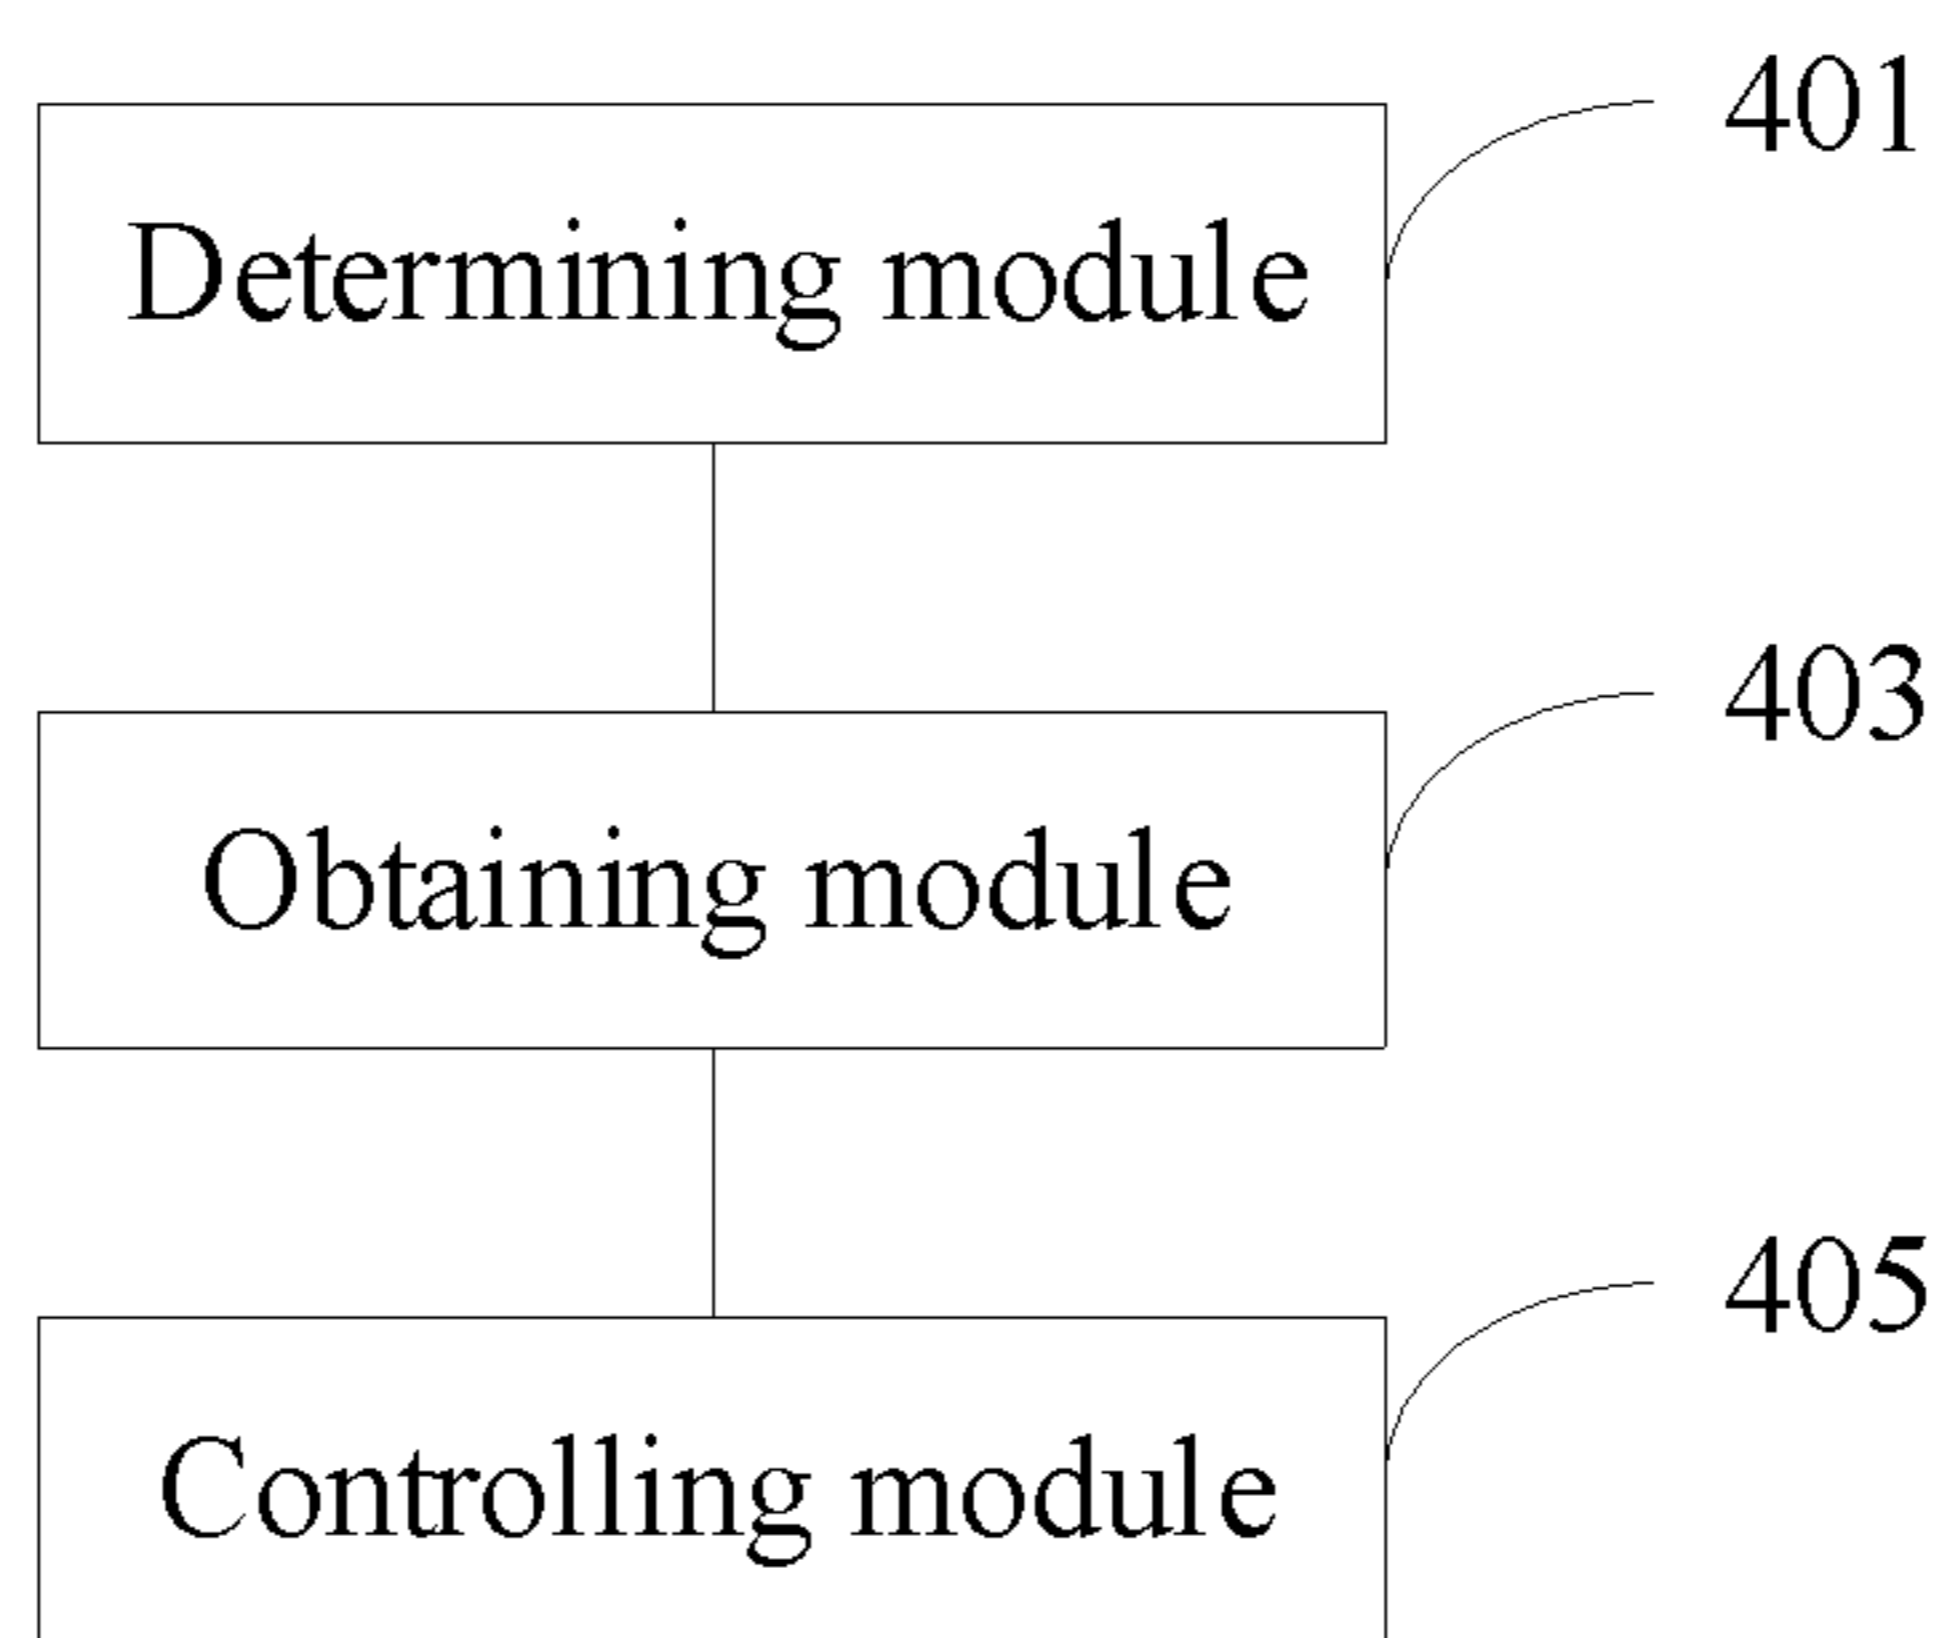 401
Determining module
403
Obtaining module
405
Controlling module